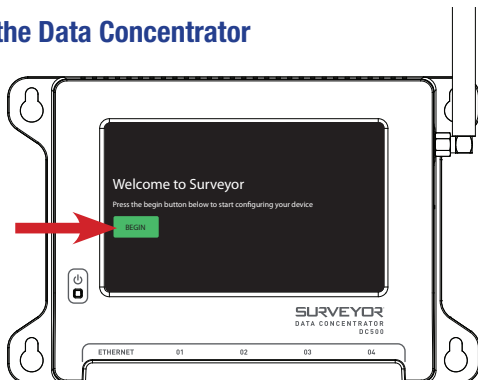 the Data Concentrator
Welcome to Surveyor
Press the begin button below to start configuring your device
BEGIN
SURVEYOR
DATA CONCENTRATOR
DC500
ETHERNET 01 02 03 04